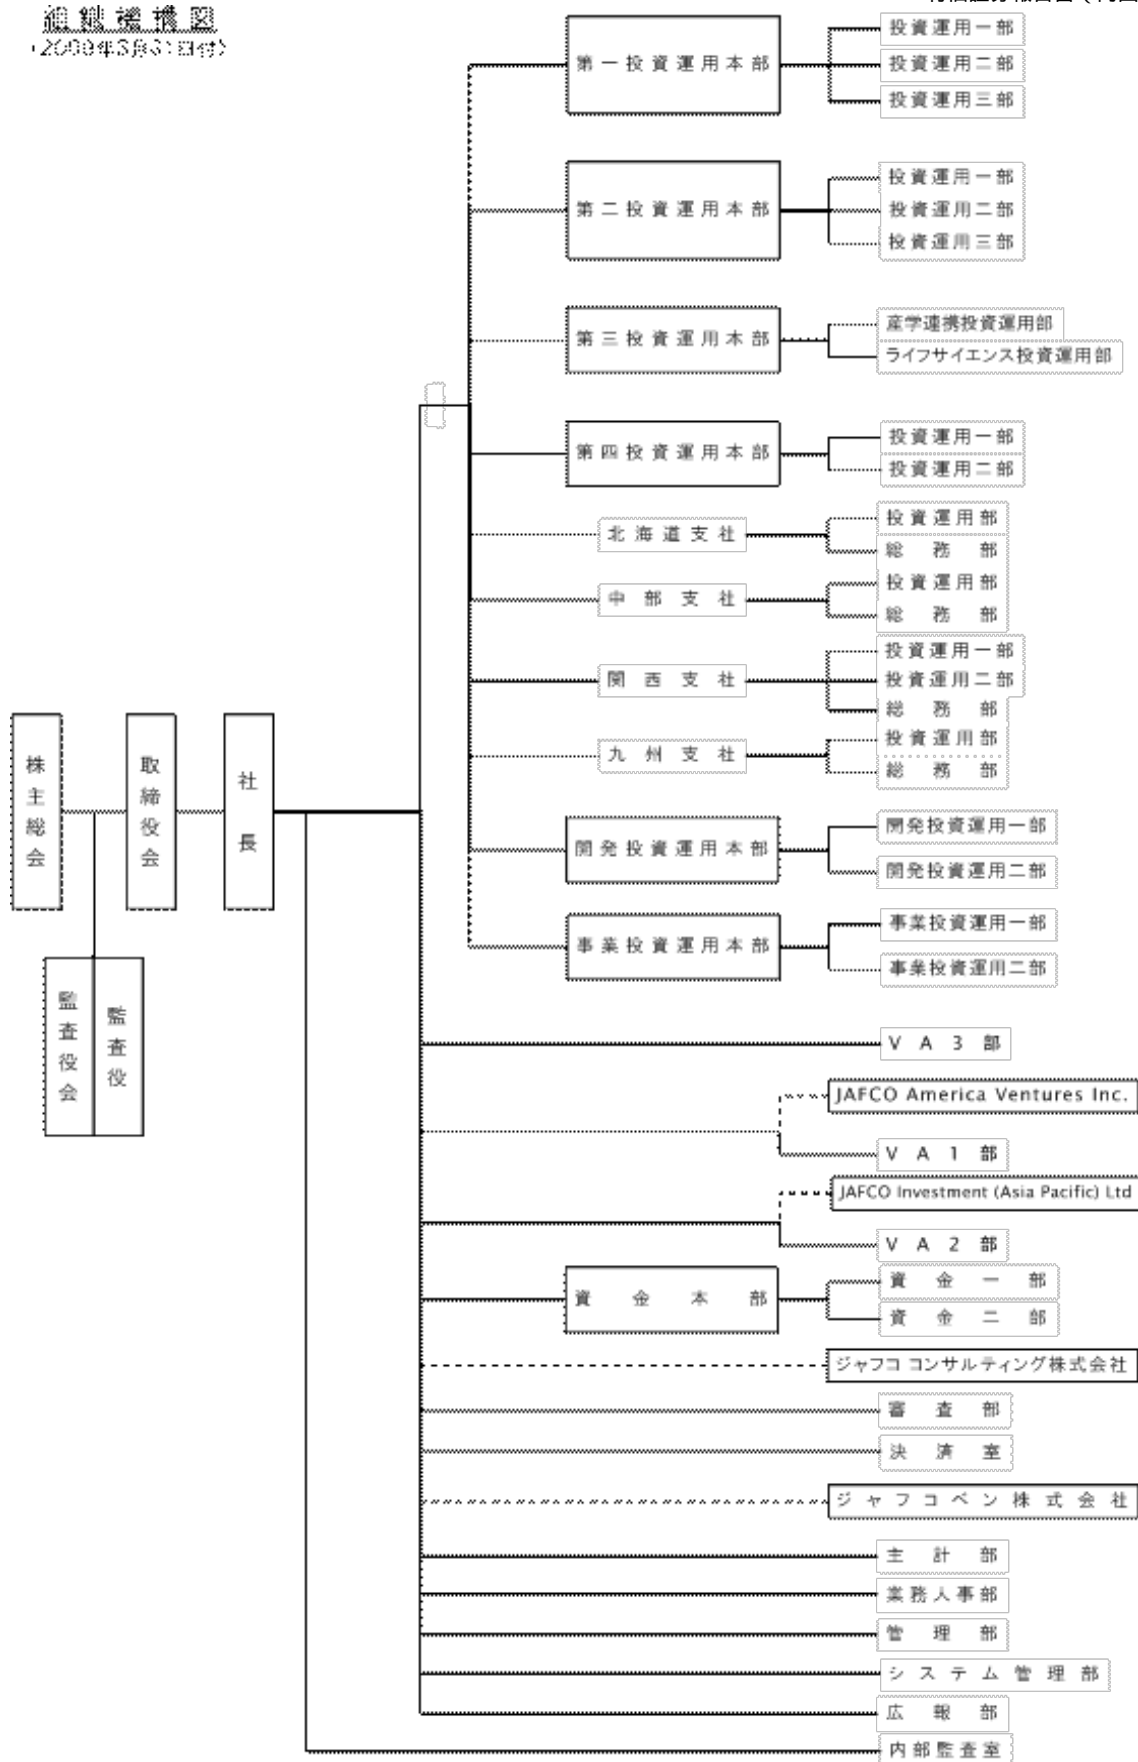 組織機構図
第一投資運用本部
投資運用一部
投資運用二部
投資運用三部
第二投資運用本部
投資運用一部
投資運用二部
投資運用三部
第三投資運用本部
産学連携投資運用部
ライフサイエンス投資運用部
第四投資運用本部
投資運用一部
投資運用二部
北海道支社
投資運用部
総務部
中部支社
投資運用部
総務部
関西支社
投資運用一部
投資運用二部
総務部
九州支社
投資運用部
総務部
株主総会
取締役会
社長
監査役会
監査役
開発投資運用本部
開発投資運用一部
開発投資運用二部
事業投資運用本部
事業投資運用一部
事業投資運用二部
VA3部
JAFCO America Ventures Inc.
VA1部
JAFCO Investment (Asia Pacific) Ltd
VA2部
資金本部
資金一部
資金二部
ジャフコ コンサルティング株式会社
審査部
決済室
ジャフコベン株式会社
主計部
業務人事部
管理部
システム管理部
広報部
内部監査室